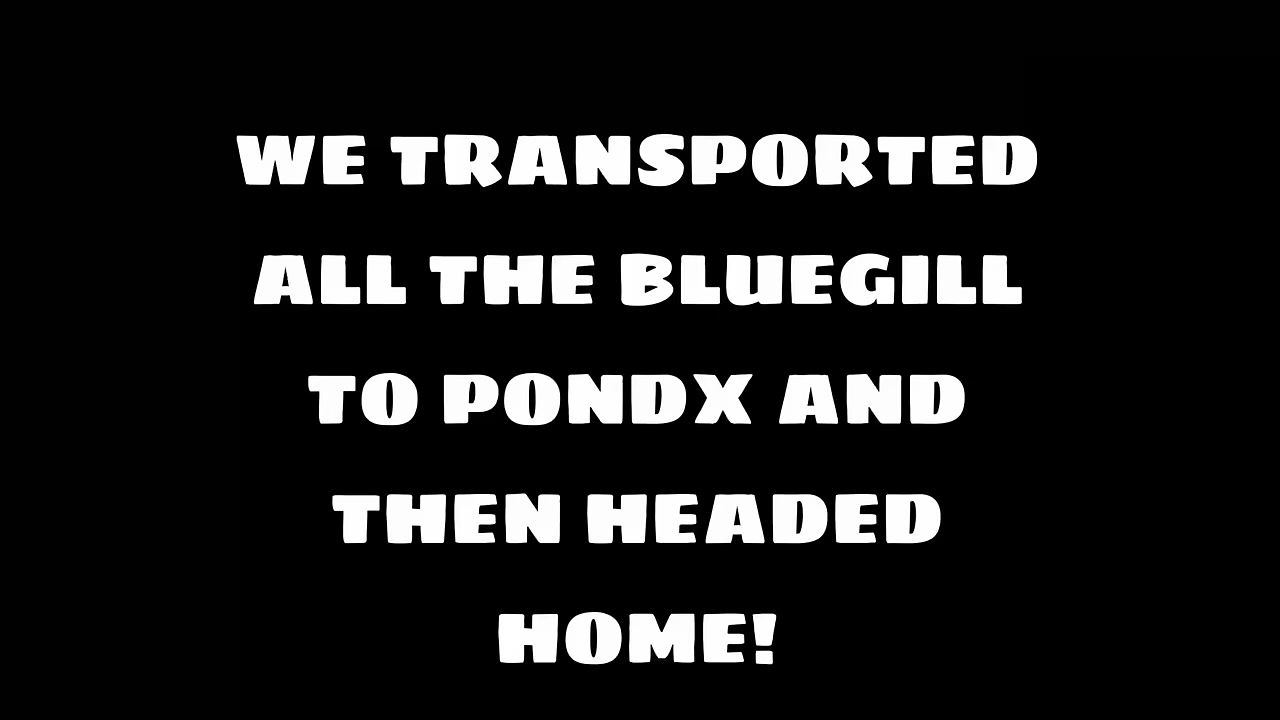 WE TRANSPORTED
ALL THE BLUEGILL
TO PONDX AND
THEN HEADED
HOME!